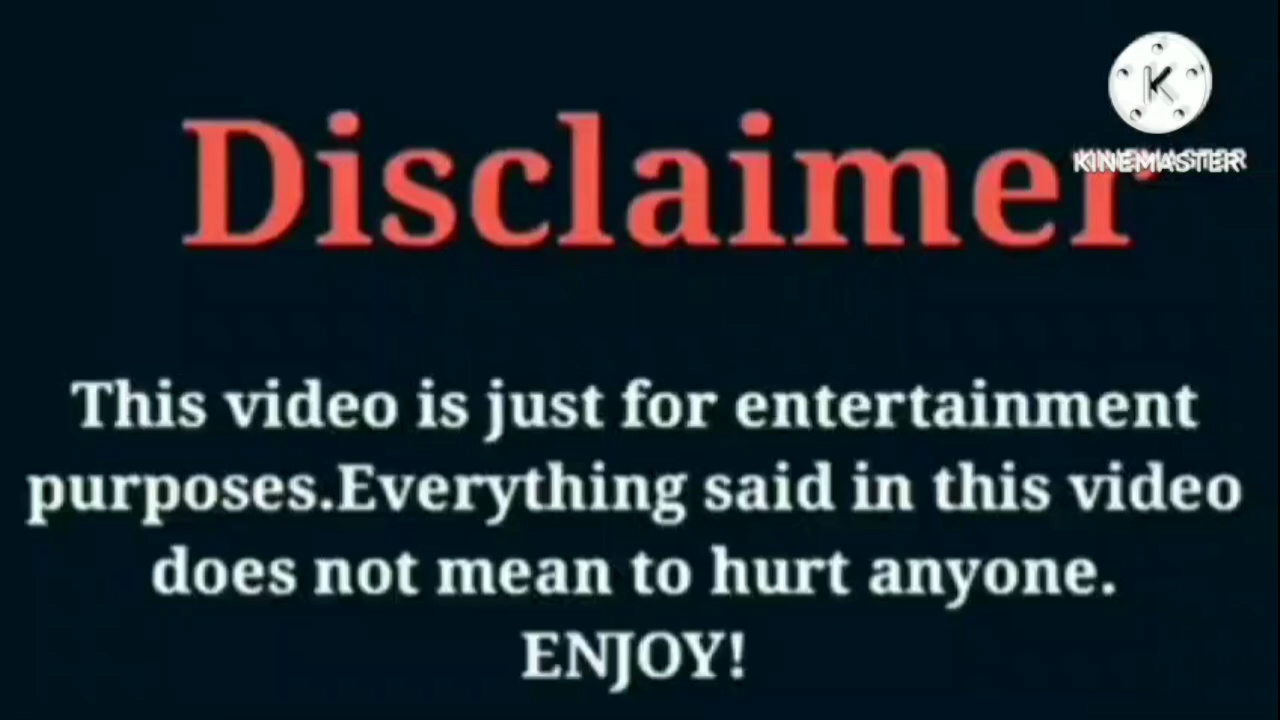 K
KINEMASTER
Disclaimer
This video is just for entertainment
purposes.Everything said in this video
does not mean to hurt anyone.
ENJOY!